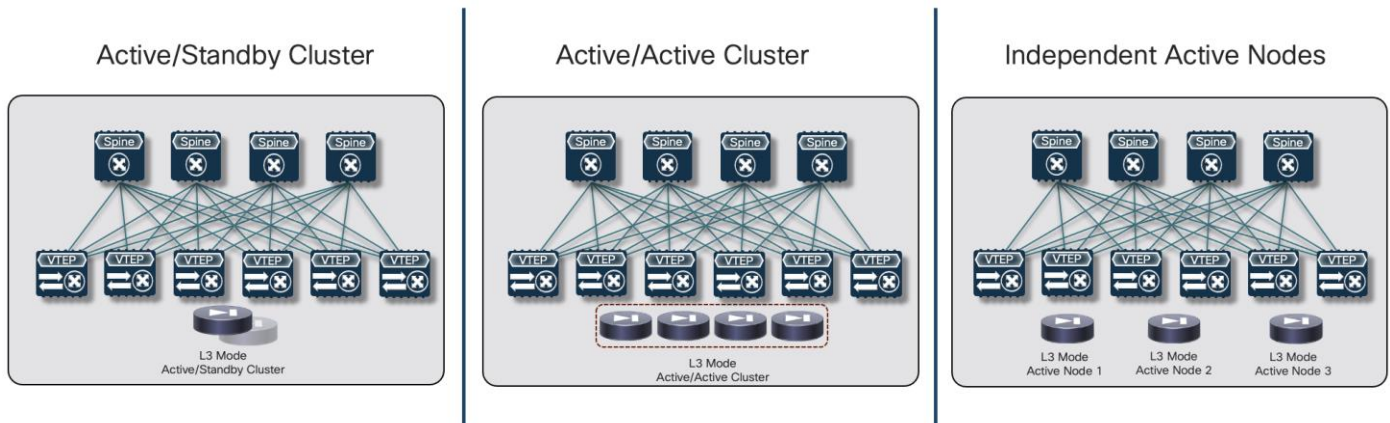 Active/Standby Cluster
Spine Spine Spine Spine
VTEP VTEP VTEP VTEP VTEP VTEP
L3 Mode
Active/Standby Cluster
Active/Active Cluster
Spine Spine Spine Spine
VTEP VTEP VTEP VTEP VTEP VTEP
L3 Mode
Active/Active Cluster
Independent Active Nodes
Spine Spine Spine Spine
VTEP VTEP VTEP VTEP VTEP VTEP
L3 Mode
Active Node 1
L3 Mode
Active Node 2
L3 Mode
Active Node 3